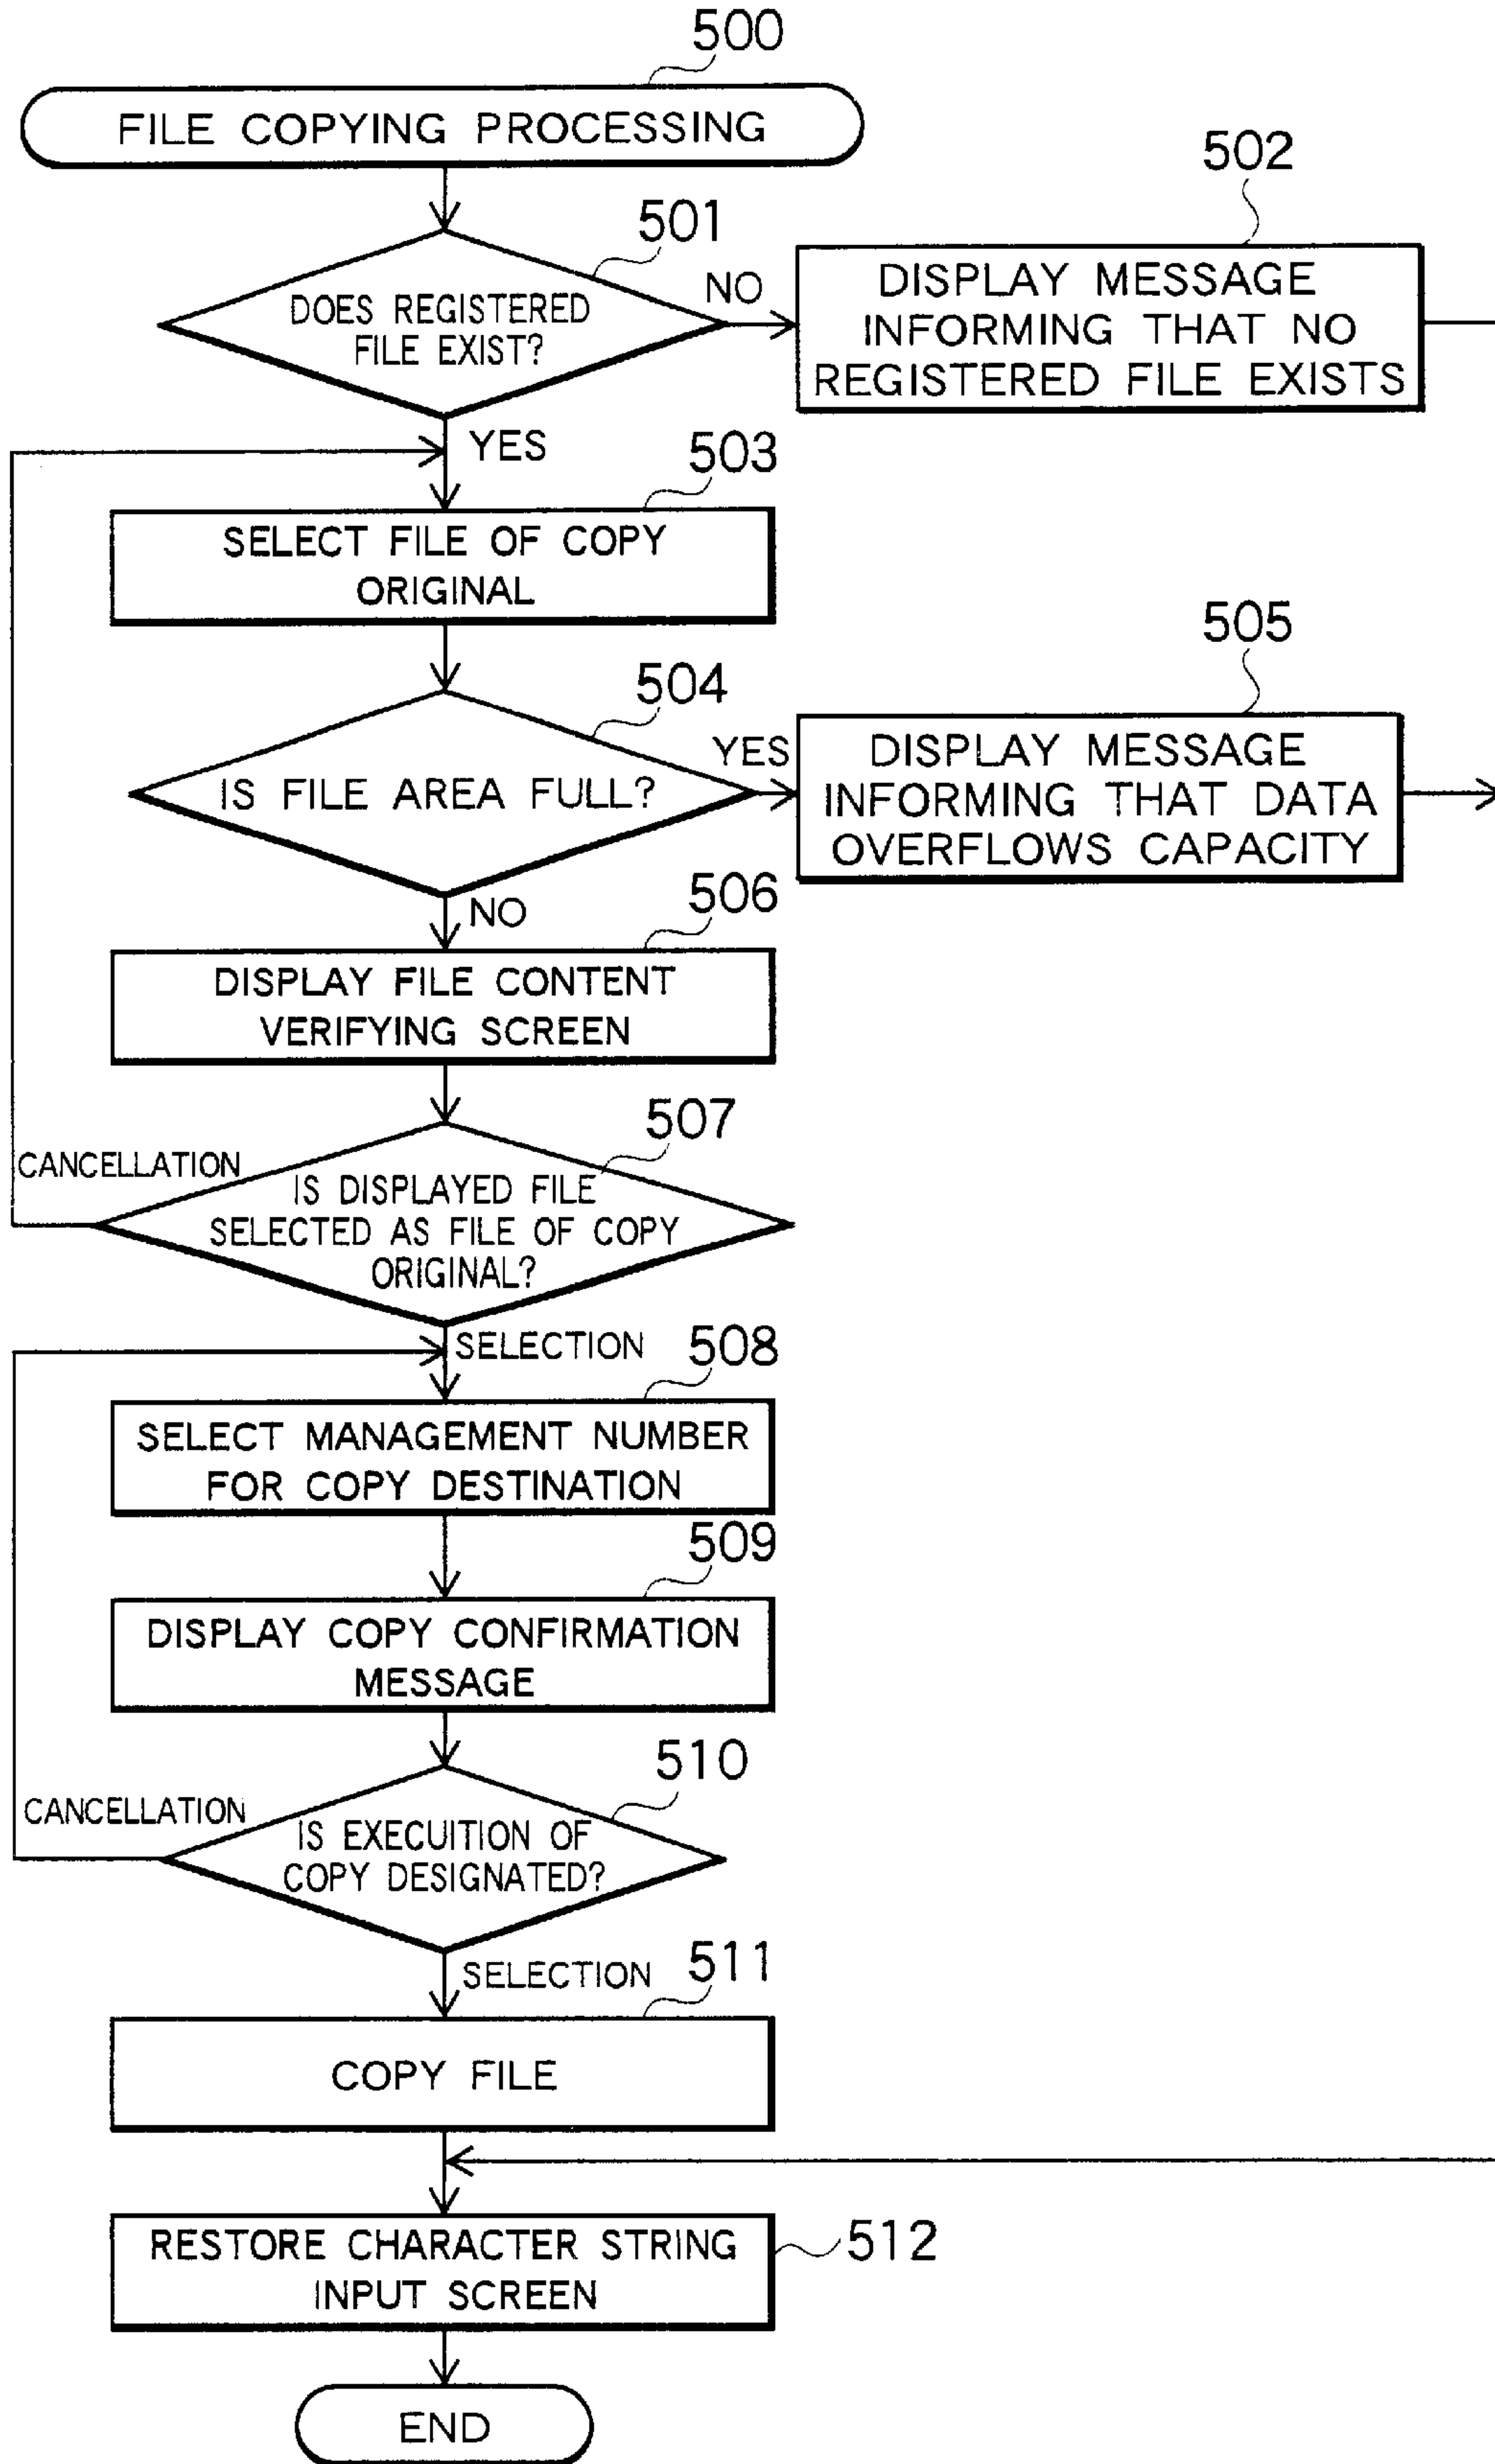 500
FILE COPYING PROCESSING
501
DOES REGISTERED
FILE EXIST?
NO
502
DISPLAY MESSAGE
INFORMING THAT NO
REGISTERED FILE EXISTS
YES
503
SELECT FILE OF COPY
ORIGINAL
504
IS FILE AREA FULL?
YES
505
DISPLAY MESSAGE
INFORMING THAT DATA
OVERFLOWS CAPACITY
NO
506
DISPLAY FILE CONTENT
VERIFYING SCREEN
507
CANCELLATION
IS DISPLAYED FILE
SELECTED AS FILE OF COPY
ORIGINAL?
SELECTION
508
SELECT MANAGEMENT NUMBER
FOR COPY DESTINATION
509
DISPLAY COPY CONFIRMATION
MESSAGE
510
CANCELLATION
IS EXECUITION OF
COPY DESIGNATED?
SELECTION
511
COPY FILE
RESTORE CHARACTER STRING
INPUT SCREEN
512
END